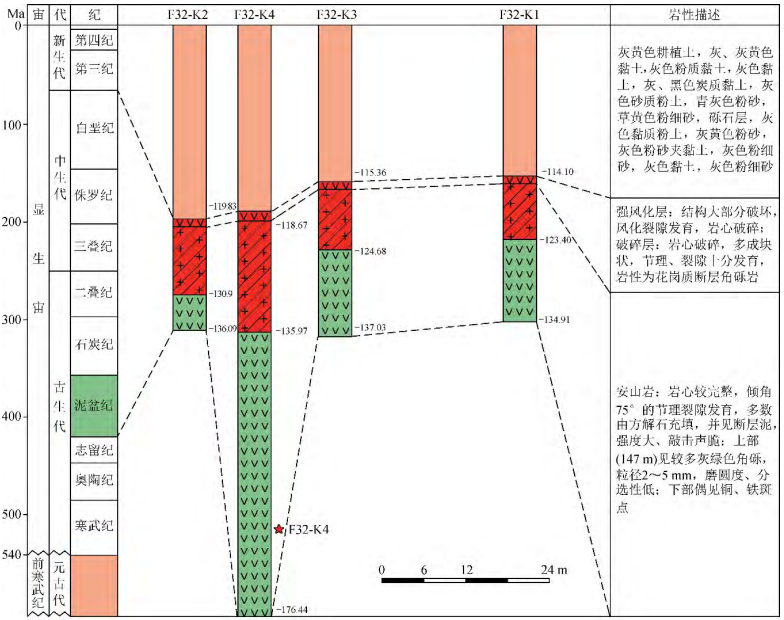 Ma 宙 代 纪 F32-K2 F32-K4 F32-K3 F32-K1 岩性描述
0
100
200
300
400
500
540
显生宙
前寒武纪
新生代
中生代
古生代
元古代
第四纪
第三纪
白垩纪
侏罗纪
三叠纪
二叠纪
石炭纪
泥盆纪
志留纪
奥陶纪
寒武纪
-119.83
-130.9
-136.09
-118.67
-135.97
-176.44
-115.36
-124.68
-137.03
-114.10
-123.40
-134.91
F32-K4
0 6 12 18 24 m
灰黄色耕植土，灰、灰黄色
黏土，灰色粉质黏土，灰色黏
土，灰、黑色炭质黏土，灰
色砂质粉土，青灰色粉砂，
草黄色粉细砂，砾石层，灰
色黏质粉土，灰黄色粉砂，
灰色粉砂夹黏土，灰色粉细
砂，灰色黏土，灰色粉细砂
强风化层：结构大部分破坏，
风化裂隙发育，岩心破碎；
破碎层：岩心破碎，多成块
状，节理、裂隙十分发育，
岩性为花岗质断层角砾岩
安山岩：岩心较完整，倾角
75°的节理裂隙发育，多数
由方解石充填，并见断层泥，
强度大、敲击声脆；上部
(147 m)见较多灰绿色角砾，
粒径2～5 mm，磨圆度、分
选性低；下部偶见铜、铁斑
点